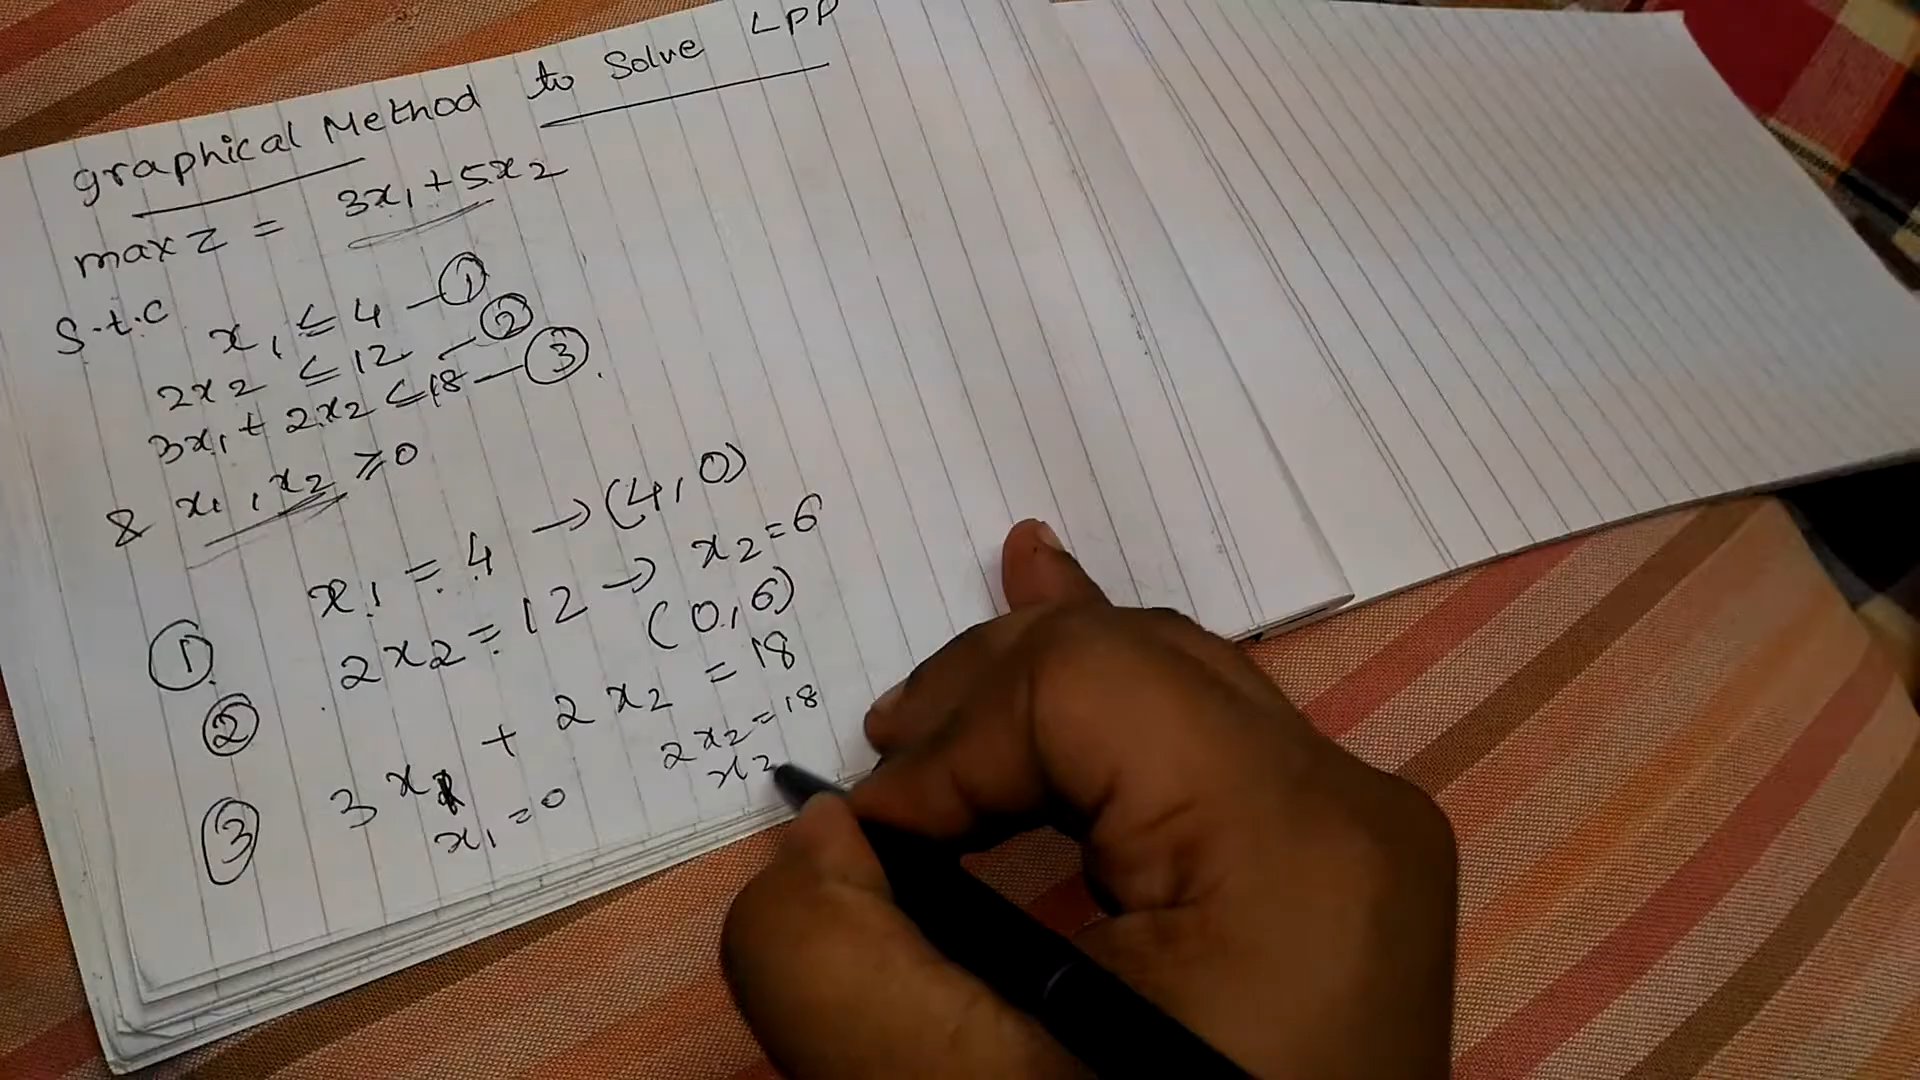 graphical Method to Solve LPP
max Z = 3x₁ + 5x₂
S.t.c
x₁ ≤ 4 — ①
2x₂ ≤ 12 — ②
3x₁ + 2x₂ ≤ 18 — ③
& x₁, x₂ ≥ 0
① x₁ = 4 → (4, 0)
② 2x₂ = 12 → x₂ = 6
(0, 6)
③ 3x₁ + 2x₂ = 18
x₁ = 0 2x₂ = 18
x₂